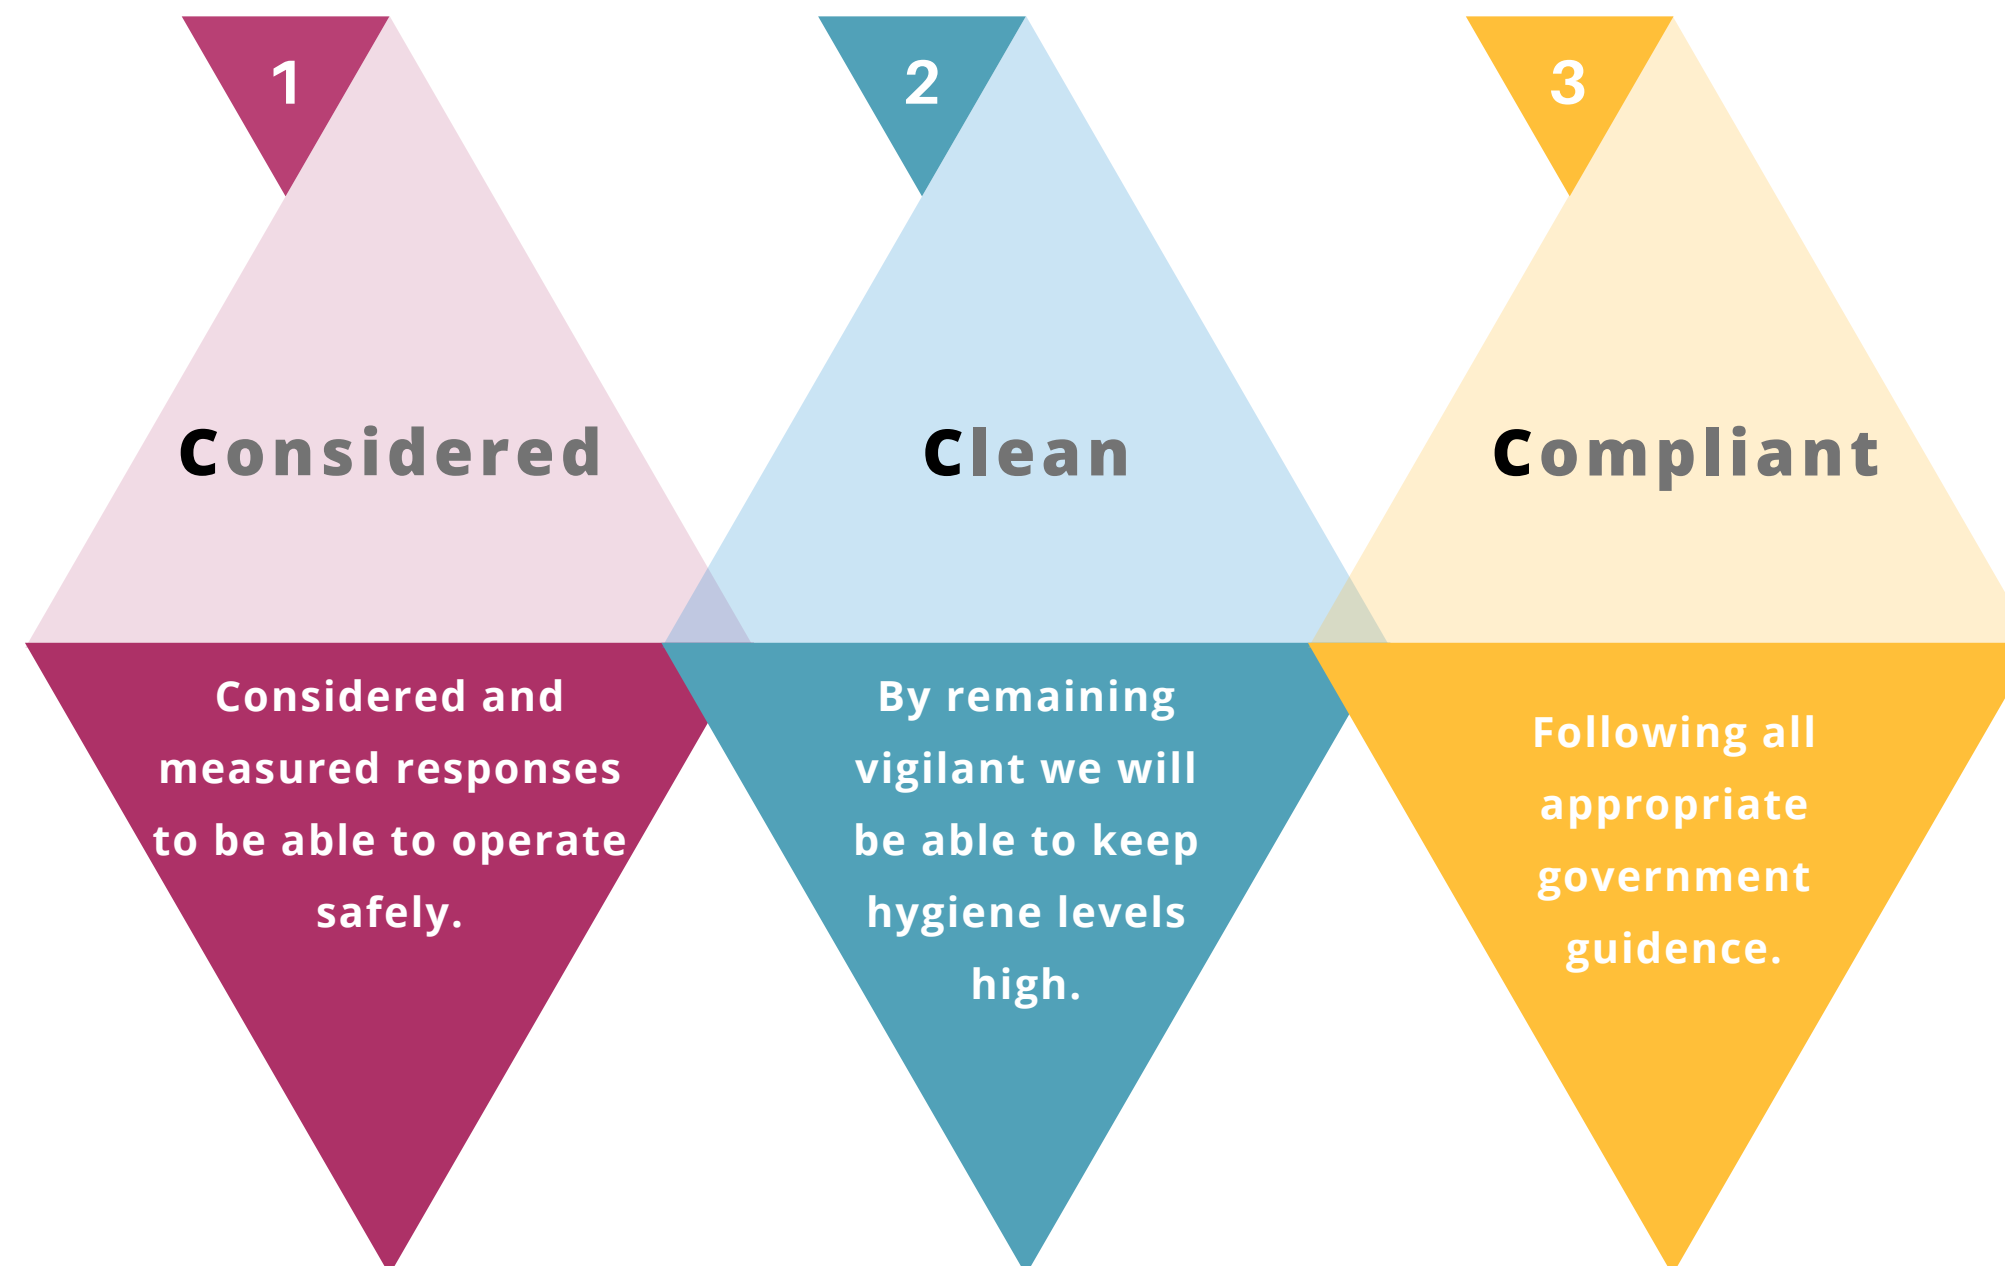 1
Considered
Considered and
measured responses
to be able to operate
safely.
2
Clean
By remaining
vigilant we will
be able to keep
hygiene levels
high.
3
Compliant
Following all
appropriate
government
guidence.